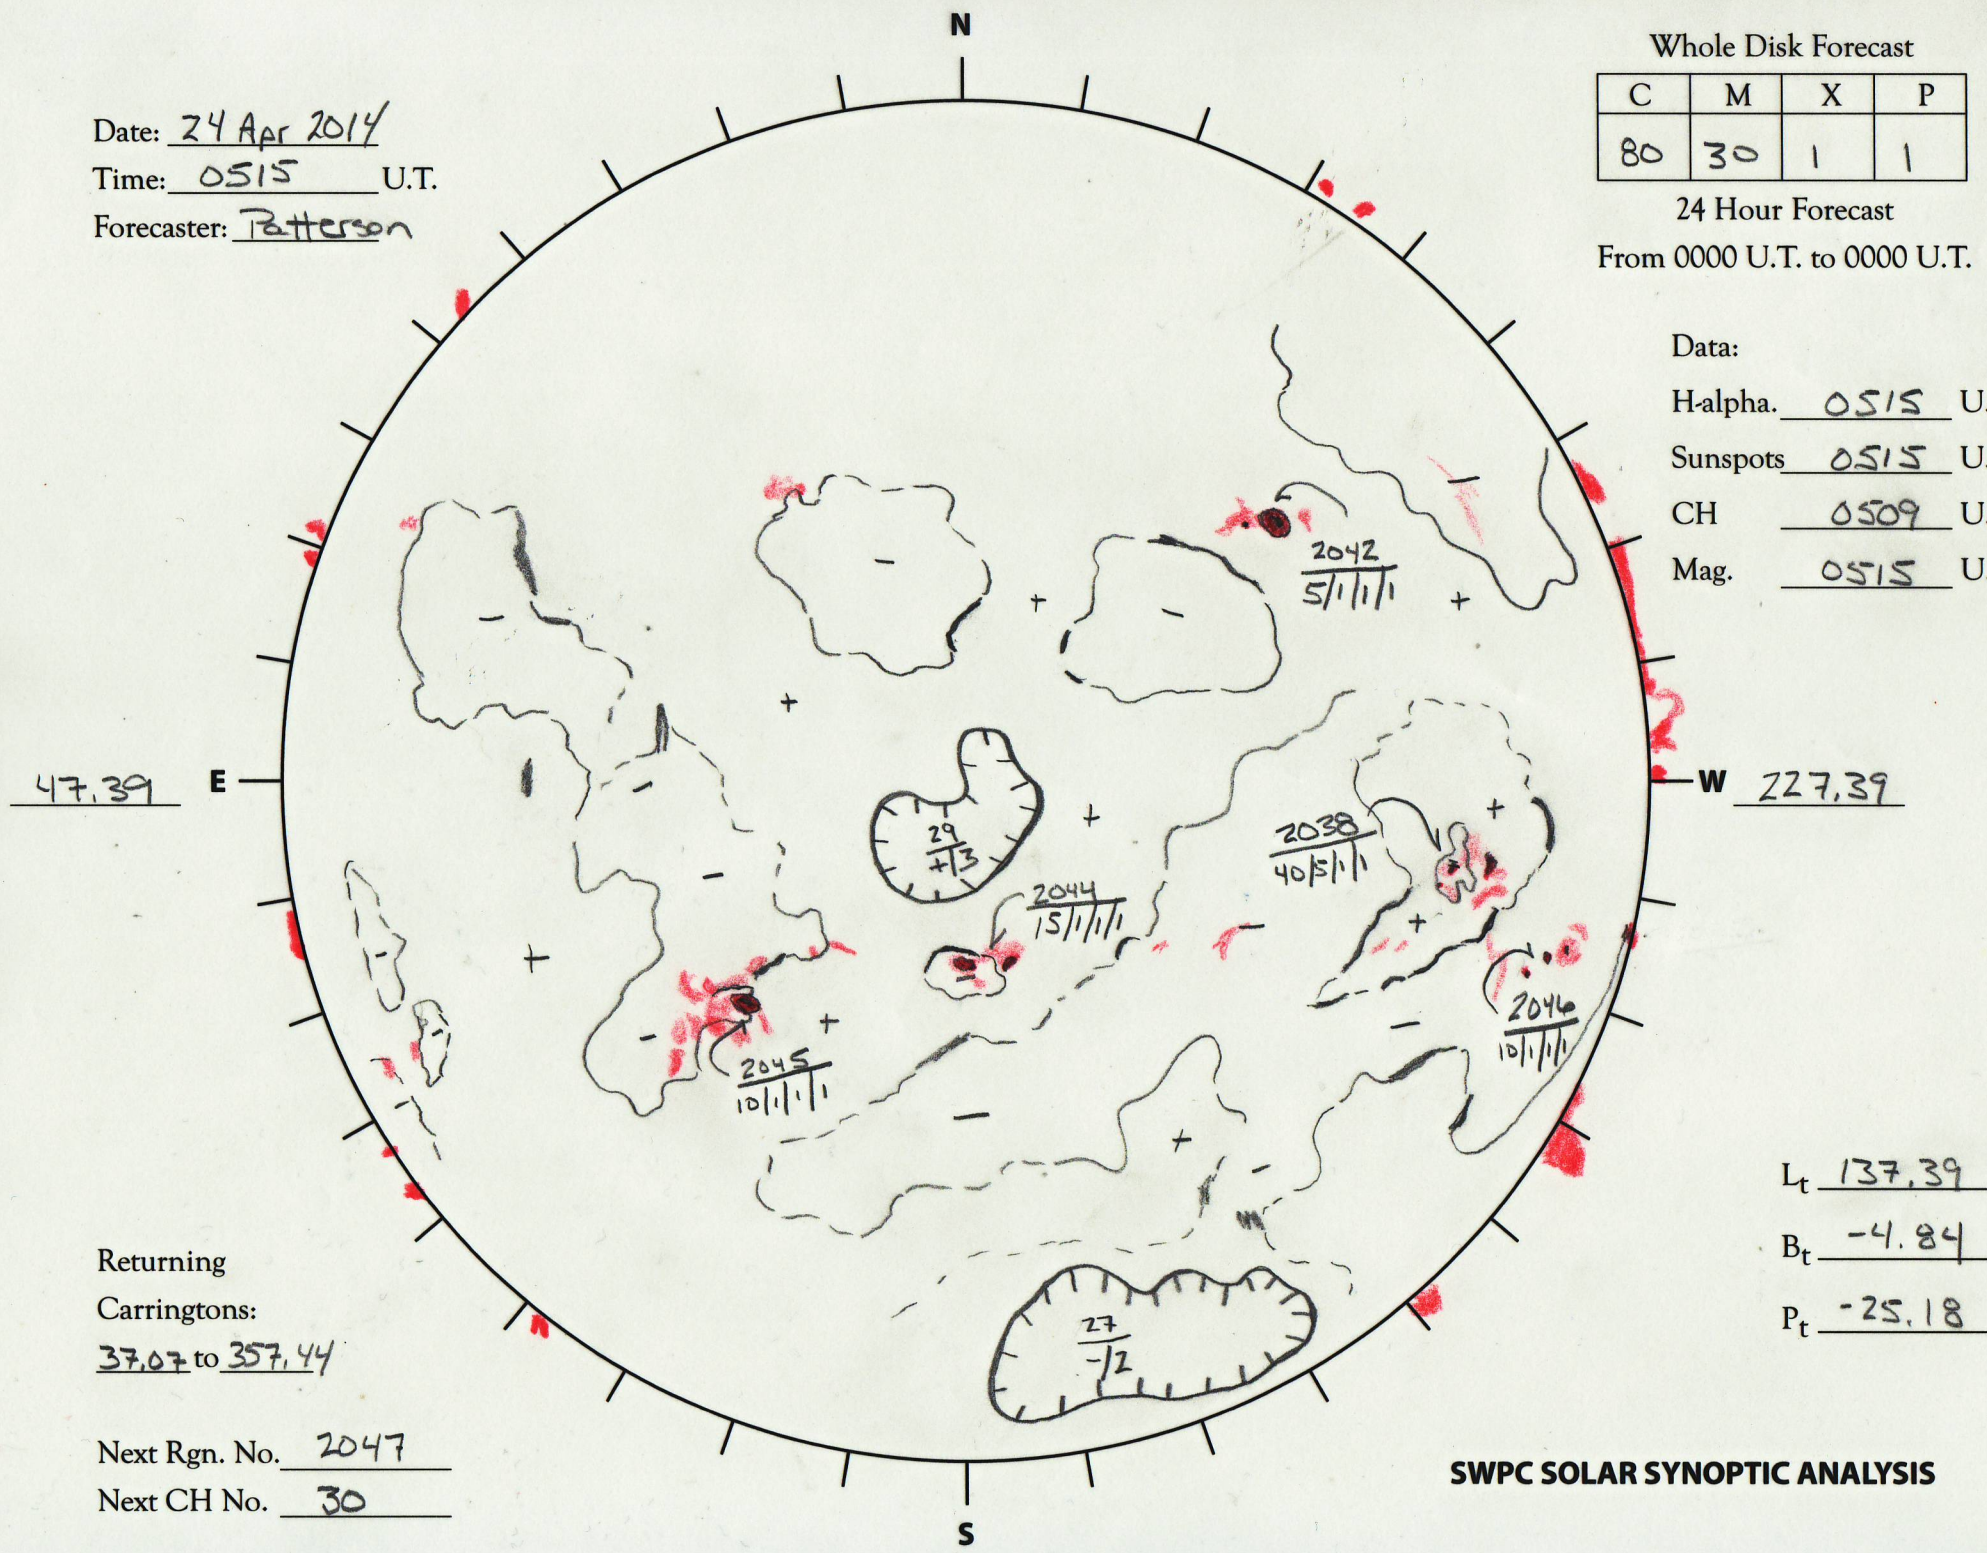 N
Whole Disk Forecast
C M X P
80 30 1 1
24 Hour Forecast
From 0000 U.T. to 0000 U.T.
Date: 24 Apr 2014
Time: 0515 U.T.
Forecaster: Patterson
Data:
H-alpha. 0515 U.
Sunspots 0515 U.
CH 0509 U.
Mag. 0515 U.
2042
5/1/1/1
47.39 E
W 227.39
2038
40/5/1/1
29
+/3
2044
15/1/1/1
2046
10/1/1/1
2045
10/1/1/1
Lt 137.39
Bt -4.84
Pt -25.18
Returning
Carringtons:
37.07 to 357.44
27
-/2
Next Rgn. No. 2047
Next CH No. 30
SWPC SOLAR SYNOPTIC ANALYSIS
S